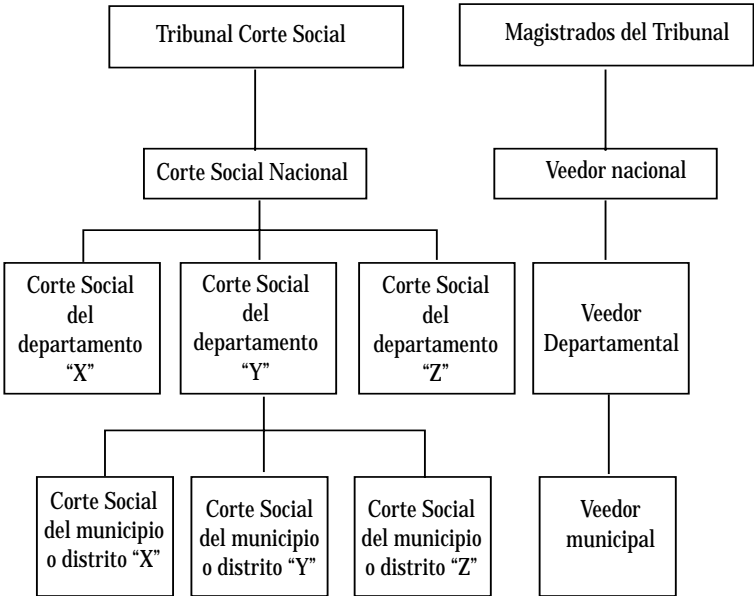 Tribunal Corte Social
Magistrados del Tribunal
Corte Social Nacional
Veedor nacional
Corte Social
del
departamento
“X”
Corte Social
del
departamento
“Y”
Corte Social
del
departamento
“Z”
Veedor
Departamental
Corte Social
del municipio
o distrito “X”
Corte Social
del municipio
o distrito “Y”
Corte Social
del municipio
o distrito “Z”
Veedor
municipal